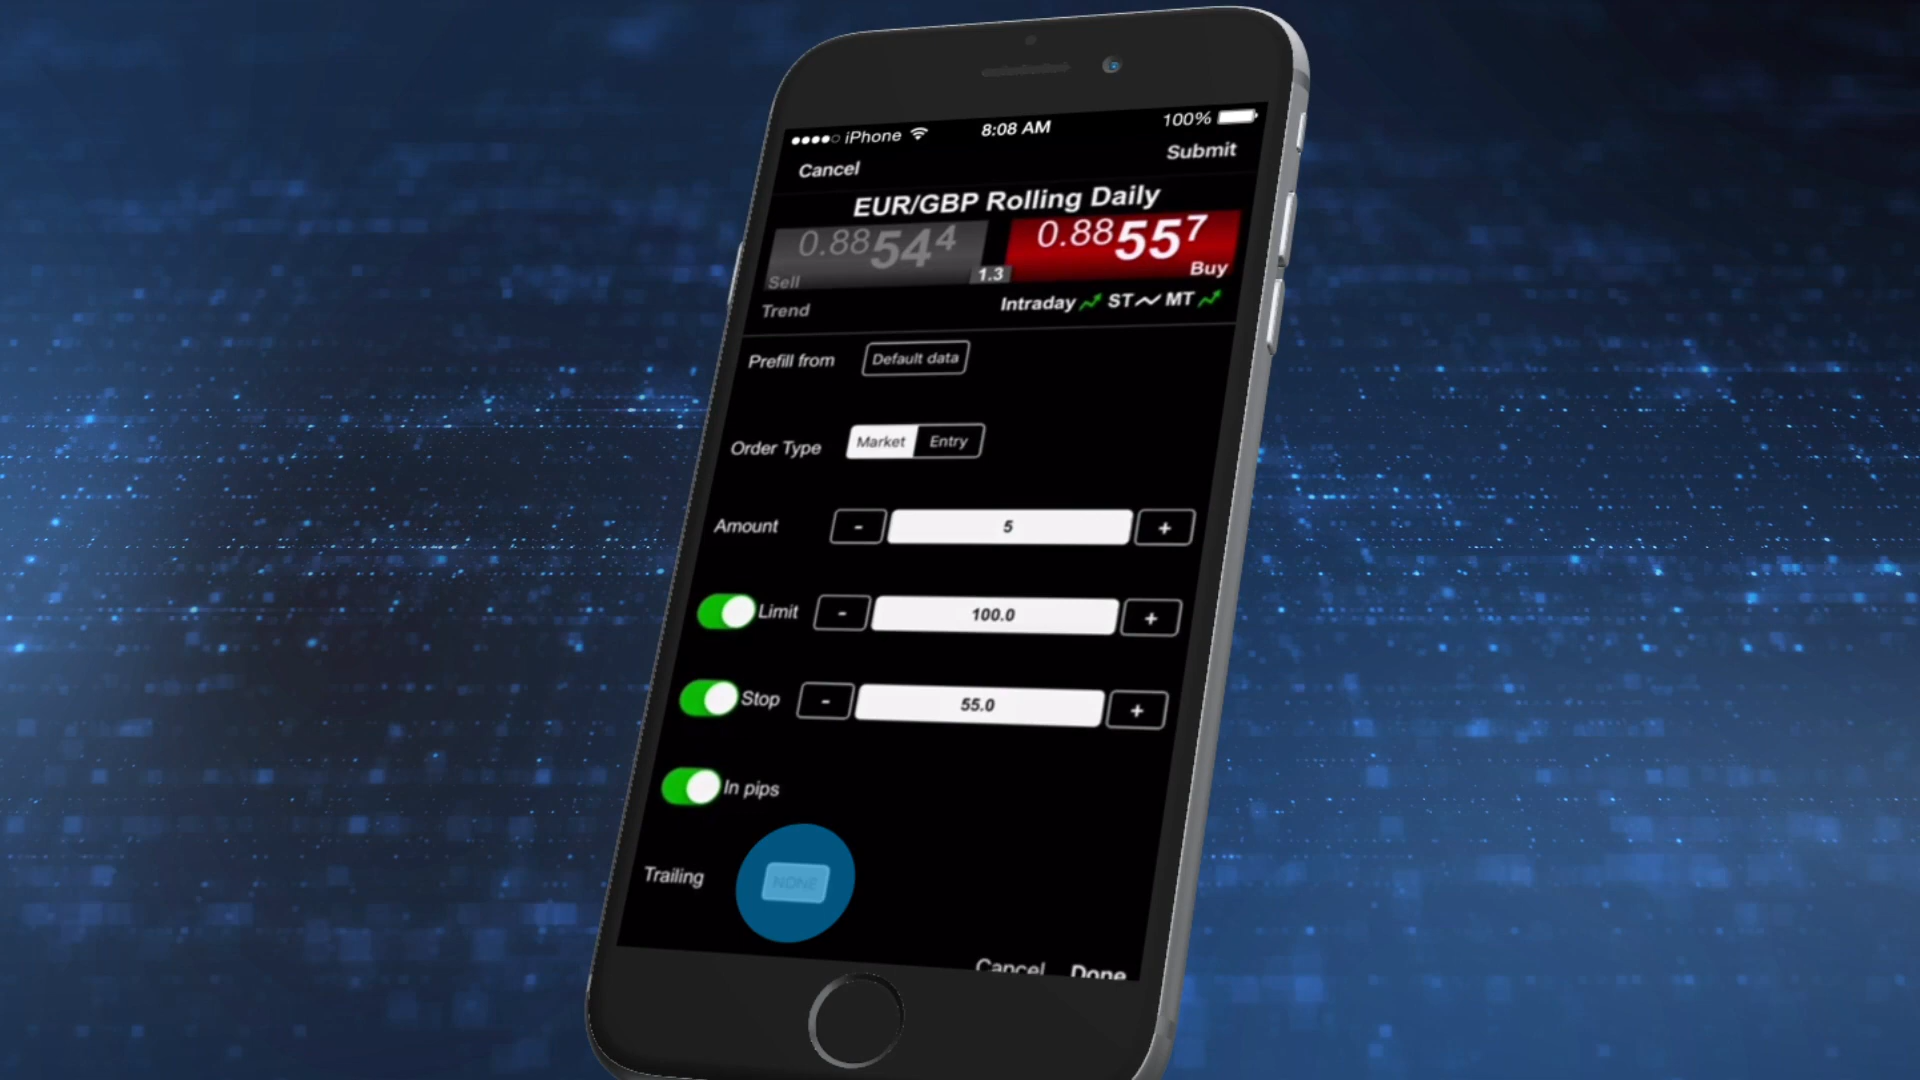 iPhone 8:08 AM 100%
Cancel Submit
EUR/GBP Rolling Daily
0.88544 0.88557
Sell 1.3 Buy
Trend Intraday ST MT
Prefill from Default data
Order Type Market Entry
Amount - 5 +
Limit - 100.0 +
Stop - 55.0 +
In pips
Trailing NONE
Cancel Done